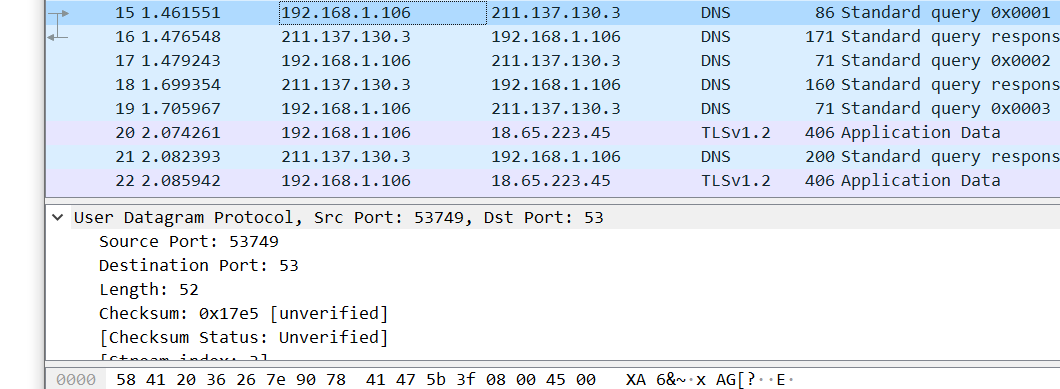 15 1.461551 192.168.1.106 211.137.130.3 DNS 86 Standard query 0x0001
16 1.476548 211.137.130.3 192.168.1.106 DNS 171 Standard query respons
17 1.479243 192.168.1.106 211.137.130.3 DNS 71 Standard query 0x0002
18 1.699354 211.137.130.3 192.168.1.106 DNS 160 Standard query respons
19 1.705967 192.168.1.106 211.137.130.3 DNS 71 Standard query 0x0003
20 2.074261 192.168.1.106 18.65.223.45 TLSv1.2 406 Application Data
21 2.082393 211.137.130.3 192.168.1.106 DNS 200 Standard query respons
22 2.085942 192.168.1.106 18.65.223.45 TLSv1.2 406 Application Data
User Datagram Protocol, Src Port: 53749, Dst Port: 53
Source Port: 53749
Destination Port: 53
Length: 52
Checksum: 0x17e5 [unverified]
[Checksum Status: Unverified]
[Stream index: 3]
0000 58 41 20 36 26 7e 90 78 41 47 5b 3f 08 00 45 00 XA 6&~·x AG[?··E·